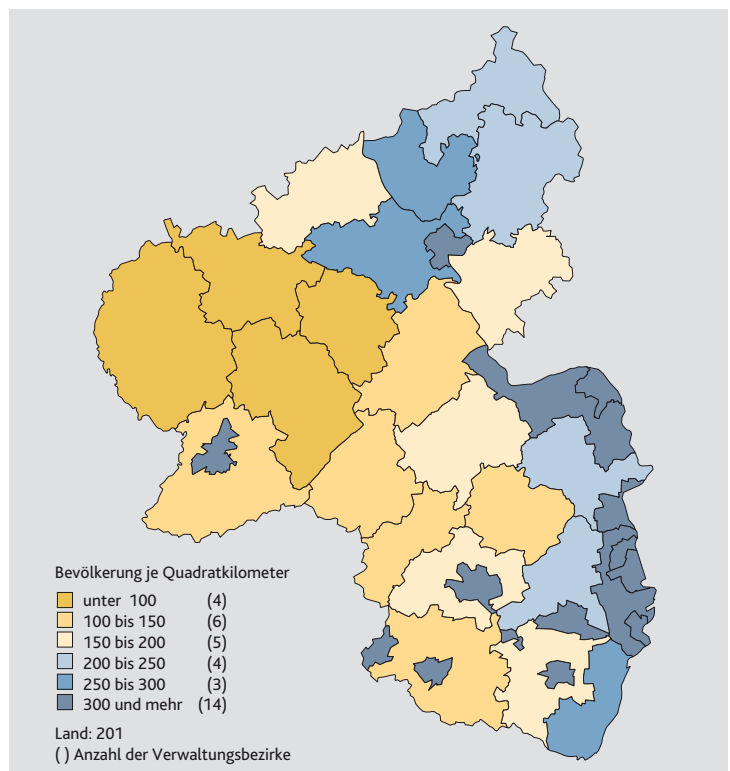 Bevölkerung je Quadratkilometer
unter 100 (4)
100 bis 150 (6)
150 bis 200 (5)
200 bis 250 (4)
250 bis 300 (3)
300 und mehr (14)
Land: 201
( ) Anzahl der Verwaltungsbezirke